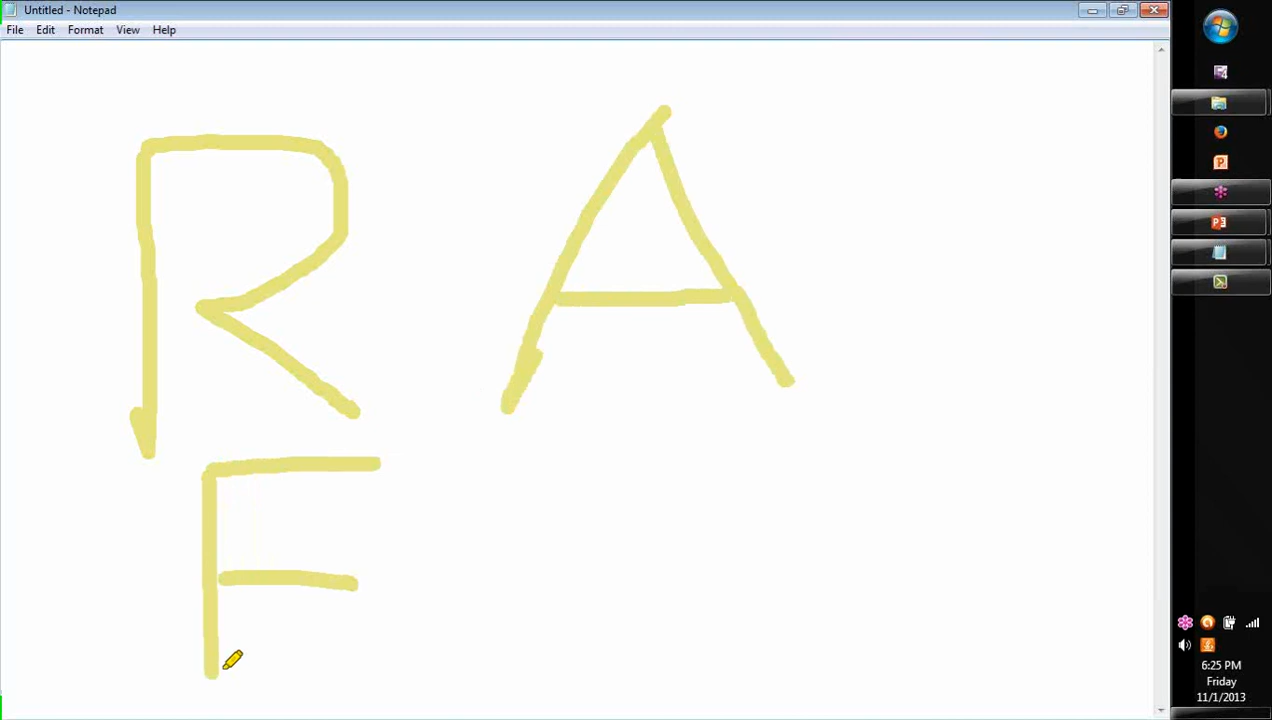 Untitled - Notepad
File Edit Format View Help
R A
F
6:25 PM
Friday
11/1/2013